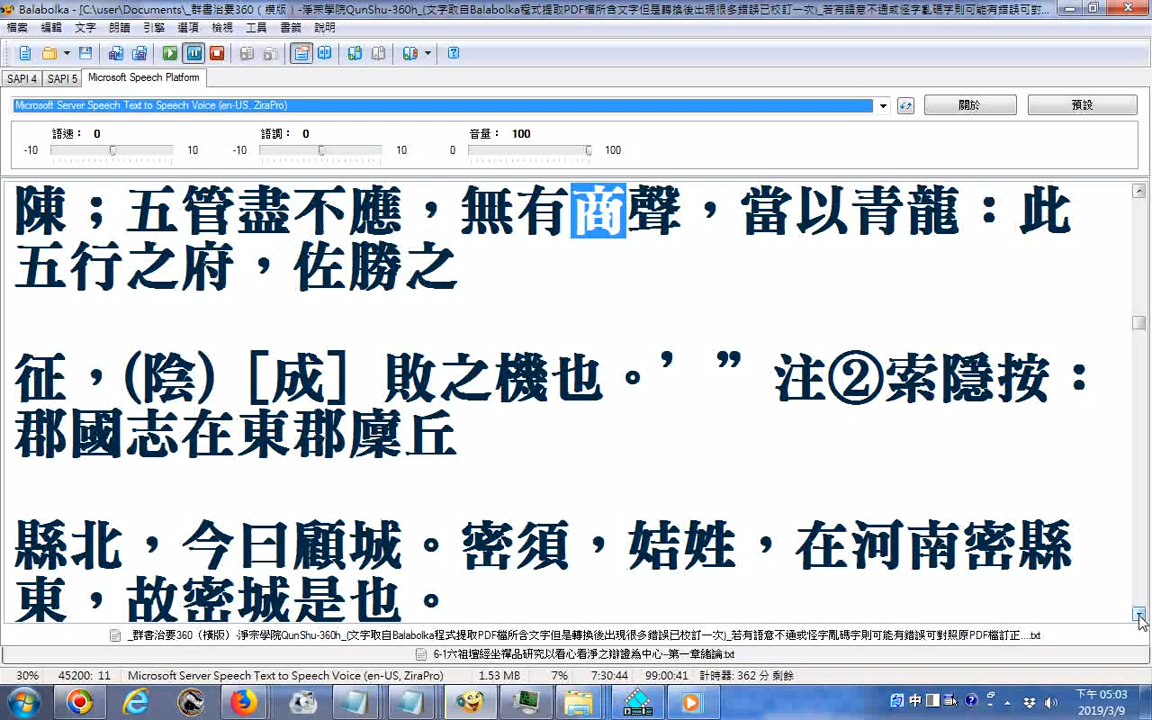 Balabolka - [C:\user\Documents\_群書治要360（橫版）-淨宗學院QunShu-360h_(文字取自Balabolka程式提取PDF檔所含文字但是轉換後出現很多錯誤已校訂一次)_若有語意不通或怪字亂碼字則可能有錯誤可對...
檔案 編輯 文字 朗讀 引擎 選項 檢視 工具 書籤 說明
SAPI 4 SAPI 5 Microsoft Speech Platform
Microsoft Server Speech Text to Speech Voice (en-US, ZiraPro)
關於 預設
語速： 0 語調： 0 音量： 100
-10 10 -10 10 0 100
陳；五管盡不應，無有商聲，當以青龍：此
五行之府，佐勝之
征，(陰)［成］敗之機也。’”注②索隱按：
郡國志在東郡廩丘
縣北，今曰顧城。密須，姞姓，在河南密縣
東，故密城是也。
_群書治要360（橫版）-淨宗學院QunShu-360h_(文字取自Balabolka程式提取PDF檔所含文字但是轉換後出現很多錯誤已校訂一次)_若有語意不通或怪字亂碼字則可能有錯誤可對照原PDF檔訂正....txt
6-1六祖壇經坐禪品研究以看心看淨之辯證為中心--第一章緒論.txt
30% 45200: 11 Microsoft Server Speech Text to Speech Voice (en-US, ZiraPro) 1.53 MB 7% 7:30:44 99:00:41 計時器: 362 分 剩餘
中 下午 05:03
2019/3/9